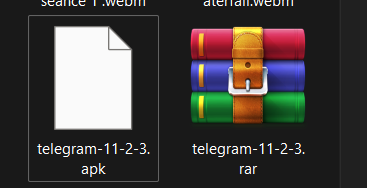 seance 1 .webm
aterfall.webm
telegram-11-2-3.
apk
telegram-11-2-3.
rar